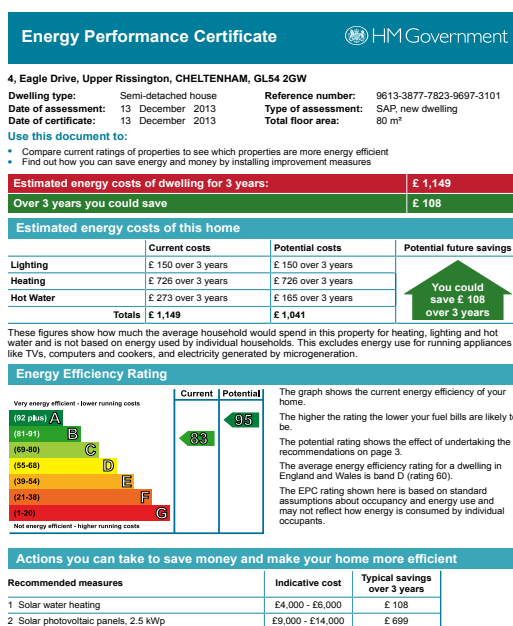 Energy Performance Certificate
HM Government
4, Eagle Drive, Upper Rissington, CHELTENHAM, GL54 2GW
Dwelling type: Semi-detached house Reference number: 9613-3877-7823-9697-3101
Date of assessment: 13 December 2013 Type of assessment: SAP, new dwelling
Date of certificate: 13 December 2013 Total floor area: 80 m²
Use this document to:
• Compare current ratings of properties to see which properties are more energy efficient
• Find out how you can save energy and money by installing improvement measures
Estimated energy costs of dwelling for 3 years: £ 1,149
Over 3 years you could save £ 108
Estimated energy costs of this home
Current costs Potential costs Potential future savings
Lighting £ 150 over 3 years £ 150 over 3 years
Heating £ 726 over 3 years £ 726 over 3 years
Hot Water £ 273 over 3 years £ 165 over 3 years
Totals £ 1,149 £ 1,041
You could
save £ 108
over 3 years
These figures show how much the average household would spend in this property for heating, lighting and hot
water and is not based on energy used by individual households. This excludes energy use for running appliances
like TVs, computers and cookers, and electricity generated by microgeneration.
Energy Efficiency Rating
Current Potential
Very energy efficient - lower running costs
(92 plus) A
(81-91) B
(69-80) C
(55-68) D
(39-54) E
(21-38) F
(1-20) G
Not energy efficient - higher running costs
83
95
The graph shows the current energy efficiency of your
home.
The higher the rating the lower your fuel bills are likely to
be.
The potential rating shows the effect of undertaking the
recommendations on page 3.
The average energy efficiency rating for a dwelling in
England and Wales is band D (rating 60).
The EPC rating shown here is based on standard
assumptions about occupancy and energy use and
may not reflect how energy is consumed by individual
occupants.
Actions you can take to save money and make your home more efficient
Recommended measures Indicative cost Typical savings
over 3 years
1 Solar water heating £4,000 - £6,000 £ 108
2 Solar photovoltaic panels, 2.5 kWp £9,000 - £14,000 £ 699